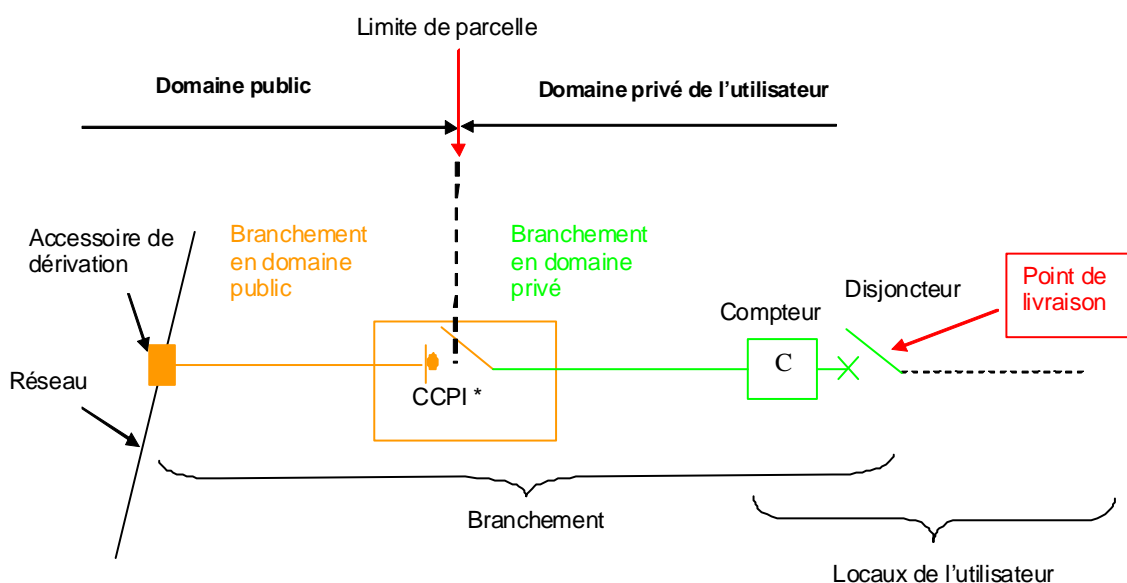 Limite de parcelle
Domaine public
Domaine privé de l'utilisateur
Accessoire de
dérivation
Branchement
en domaine
public
Branchement
en domaine
privé
Compteur
Disjoncteur
Point de
livraison
Réseau
CCPI *
C
Branchement
Locaux de l'utilisateur